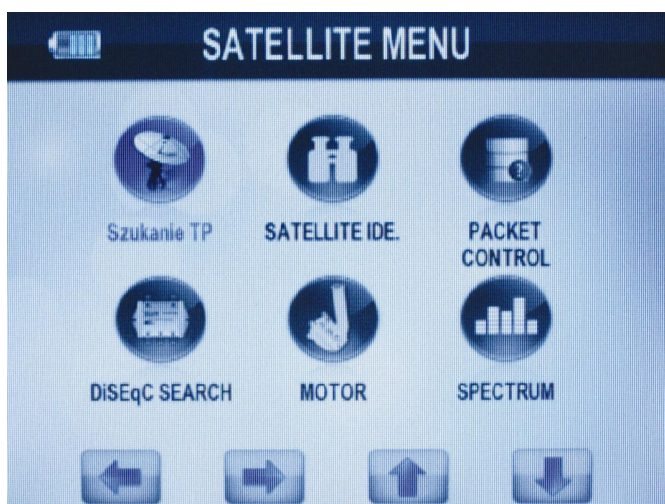 SATELLITE MENU
Szukanie TP
SATELLITE IDE.
PACKET
CONTROL
DiSEqC SEARCH
MOTOR
SPECTRUM